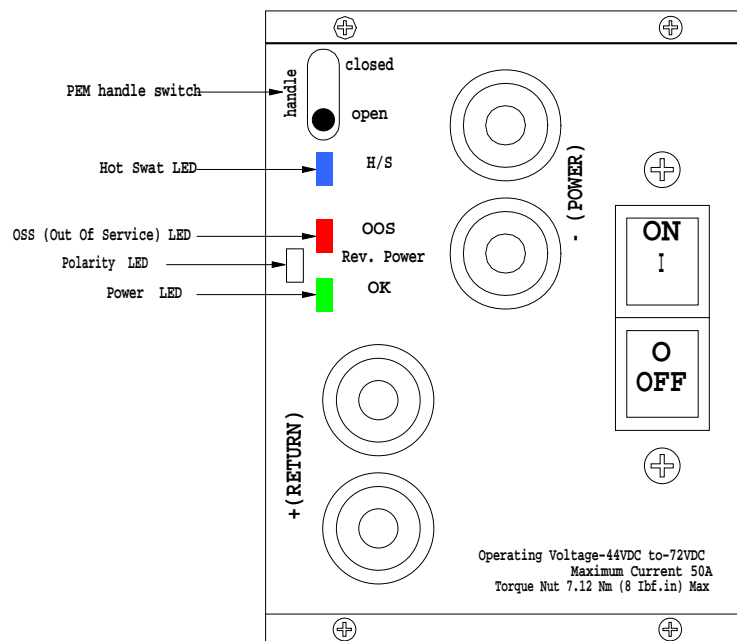 closed
PEM handle switch
handle
open
Hot Swat LED
H/S
OSS (Out Of Service) LED
OOS
- (POWER)
ON
I
Polarity LED
Rev. Power
Power LED
OK
O
OFF
+(RETURN)
Operating Voltage-44VDC to-72VDC
Maximum Current 50A
Torque Nut 7.12 Nm (8 Ibf.in) Max